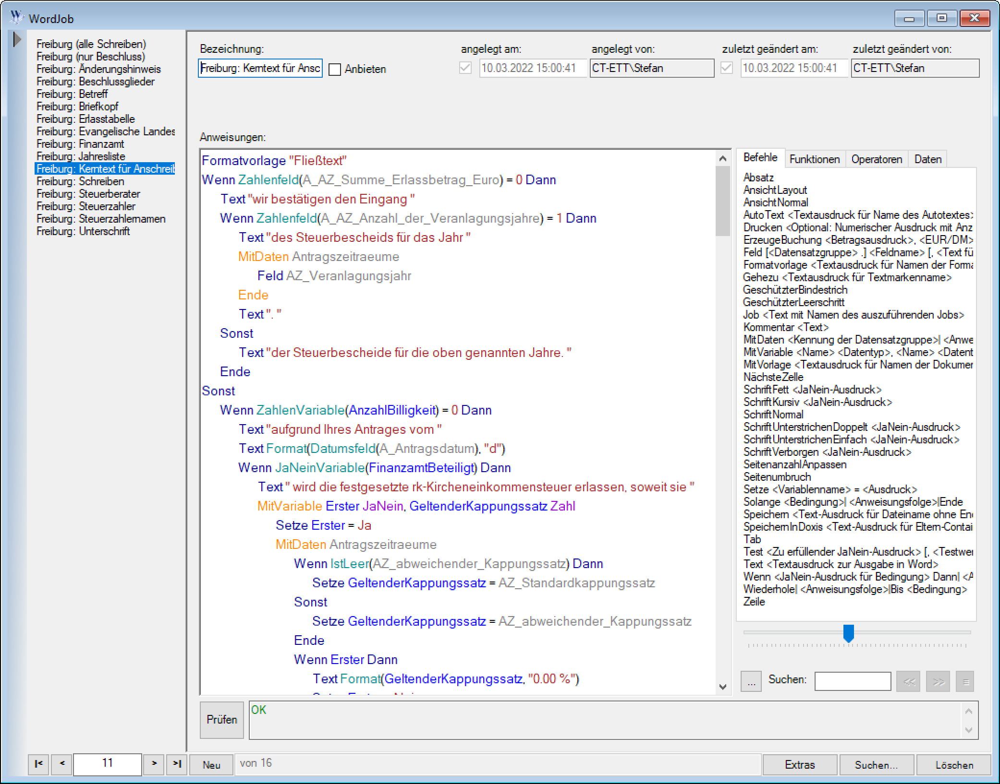 WordJob
Freiburg (alle Schreiben)
Freiburg (nur Beschluss)
Freiburg: Änderungshinweis
Freiburg: Beschlussglieder
Freiburg: Betreff
Freiburg: Briefkopf
Freiburg: Erlasstabelle
Freiburg: Evangelische Landes
Freiburg: Finanzamt
Freiburg: Jahresliste
Freiburg: Kerntext für Anschreib
Freiburg: Schreiben
Freiburg: Steuerberater
Freiburg: Steuerzahler
Freiburg: Steuerzahlernamen
Freiburg: Unterschrift
Bezeichnung:
angelegt am:
angelegt von:
zuletzt geändert am:
zuletzt geändert von:
Freiburg: Kerntext für Ansc
Anbieten
10.03.2022 15:00:41
CT-ETT\Stefan
10.03.2022 15:00:41
CT-ETT\Stefan
Anweisungen:
Formatvorlage "Fließtext"
Wenn Zahlenfeld(A_AZ_Summe_Erlassbetrag_Euro) = 0 Dann
Text "wir bestätigen den Eingang "
Wenn Zahlenfeld(A_AZ_Anzahl_der_Veranlagungsjahre) = 1 Dann
Text "des Steuerbescheids für das Jahr "
MitDaten Antragszeitraeume
Feld AZ_Veranlagungsjahr
Ende
Text ". "
Sonst
Text "der Steuerbescheide für die oben genannten Jahre. "
Ende
Sonst
Wenn ZahlenVariable(AnzahlBilligkeit) = 0 Dann
Text "aufgrund Ihres Antrages vom "
Text Format(Datumsfeld(A_Antragsdatum), "d")
Wenn JaNeinVariable(FinanzamtBeteiligt) Dann
Text " wird die festgesetzte rk-Kircheneinkommensteuer erlassen, soweit sie "
MitVariable Erster JaNein, GeltenderKappungssatz Zahl
Setze Erster = Ja
MitDaten Antragszeitraeume
Wenn IstLeer(AZ_abweichender_Kappungssatz) Dann
Setze GeltenderKappungssatz = AZ_Standardkappungssatz
Sonst
Setze GeltenderKappungssatz = AZ_abweichender_Kappungssatz
Ende
Wenn Erster Dann
Text Format(GeltenderKappungssatz, "0.00 %")
Befehle
Funktionen
Operatoren
Daten
Absatz
AnsichtLayout
AnsichtNormal
AutoText <Textausdruck für Name des Autotextes>
Drucken <Optional: Numerischer Ausdruck mit Anz
ErzeugeBuchung <Betragsausdruck>, <EUR/DM>
Feld [<Datensatzgruppe> .] <Feldname> [, <Text fü
Formatvorlage <Textausdruck für Namen der Forma
Gehezu <Textausdruck für Textmarkenname>
GeschützterBindestrich
GeschützterLeerschritt
Job <Text mit Namen des auszuführenden Jobs>
Kommentar <Text>
MitDaten <Kennung der Datensatzgruppe>| <Anwe
MitVariable <Name> <Datentyp>, <Name> <Datent
MitVorlage <Textausdruck für Namen der Dokumen
NächsteZelle
SchriftFett <JaNein-Ausdruck>
SchriftKursiv <JaNein-Ausdruck>
SchriftNormal
SchriftUnterstrichenDoppelt <JaNein-Ausdruck>
SchriftUnterstrichenEinfach <JaNein-Ausdruck>
SchriftVerborgen <JaNein-Ausdruck>
SeitenanzahlAnpassen
Seitenumbruch
Setze <Variablenname> = <Ausdruck>
Solange <Bedingung>| <Anweisungsfolge>|Ende
Speichern <Text-Ausdruck für Dateiname ohne End
SpeichernInDoxis <Text-Ausdruck für Eltern-Contai
Tab
Test <Zu erfüllender JaNein-Ausdruck> [, <Testwer
Text <Textausdruck zur Ausgabe in Word>
Wenn <JaNein-Ausdruck für Bedingung> Dann| <A
Wiederhole| <Anweisungsfolge>|Bis <Bedingung>
Zeile
... Suchen: << >> ≡
Prüfen
OK
|< < 11 > >| Neu von 16
Extras
Suchen...
Löschen